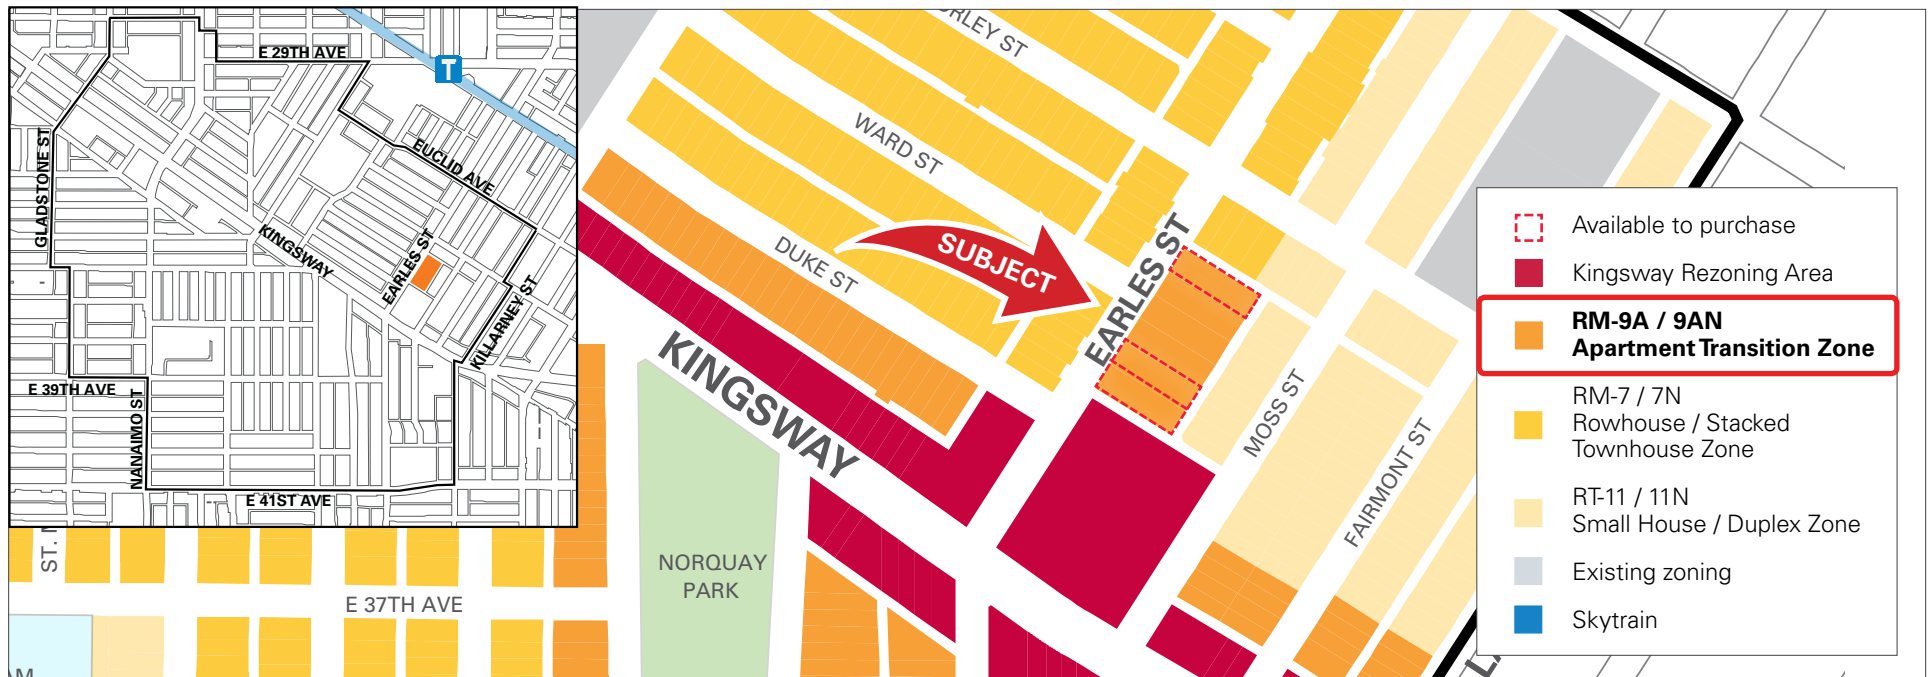 E 29TH AVE
T
GLADSTONE ST
EUCLID AVE
KINGSWAY
EARLES ST
KILLARNEY ST
E 39TH AVE
NANAIMO ST
E 41ST AVE
WARD ST
DUKE ST
SUBJECT
EARLES ST
KINGSWAY
MOSS ST
FAIRMONT ST
NORQUAY
PARK
E 37TH AVE
Available to purchase
Kingsway Rezoning Area
RM-9A / 9AN
Apartment Transition Zone
RM-7 / 7N
Rowhouse / Stacked
Townhouse Zone
RT-11 / 11N
Small House / Duplex Zone
Existing zoning
Skytrain